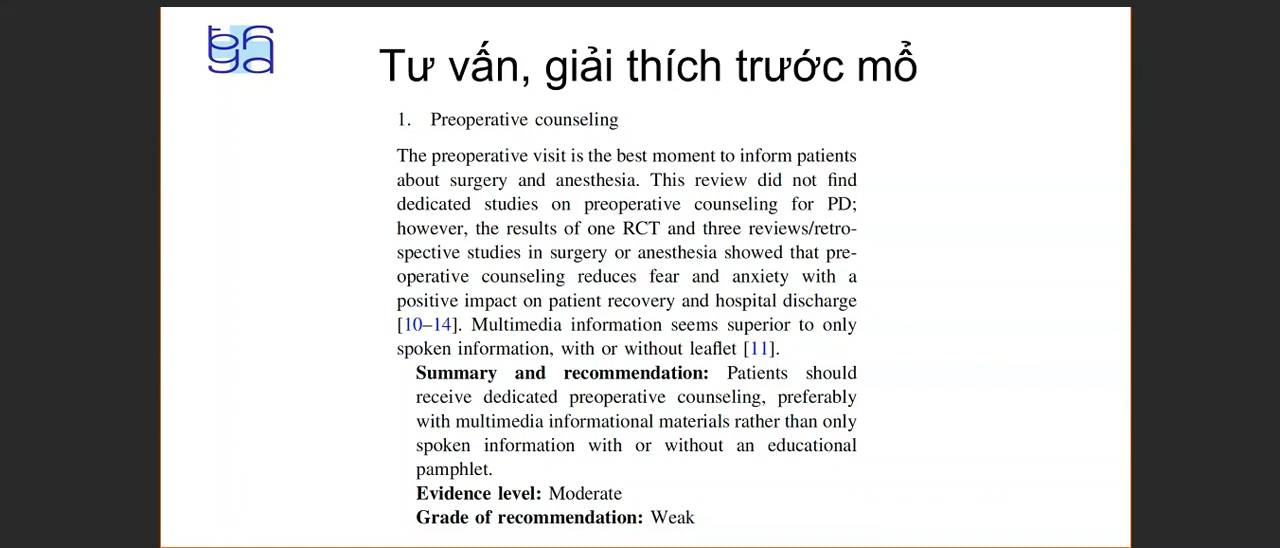 Tư vấn, giải thích trước mổ
1. Preoperative counseling
The preoperative visit is the best moment to inform patients
about surgery and anesthesia. This review did not find
dedicated studies on preoperative counseling for PD;
however, the results of one RCT and three reviews/retro-
spective studies in surgery or anesthesia showed that pre-
operative counseling reduces fear and anxiety with a
positive impact on patient recovery and hospital discharge
[10–14]. Multimedia information seems superior to only
spoken information, with or without leaflet [11].
Summary and recommendation: Patients should
receive dedicated preoperative counseling, preferably
with multimedia informational materials rather than only
spoken information with or without an educational
pamphlet.
Evidence level: Moderate
Grade of recommendation: Weak